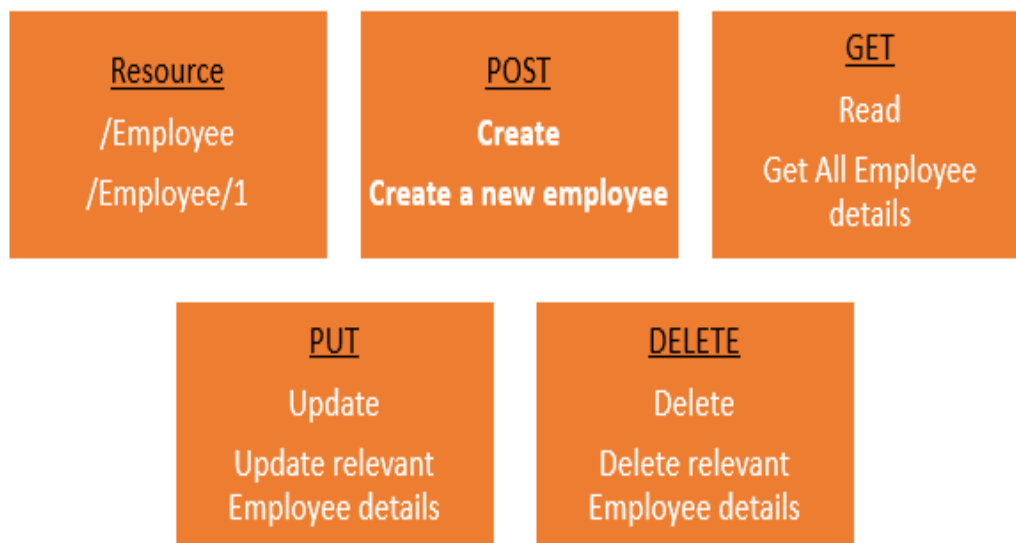 Resource
/Employee
/Employee/1
POST
Create
Create a new employee
GET
Read
Get All Employee
details
PUT
Update
Update relevant
Employee details
DELETE
Delete
Delete relevant
Employee details